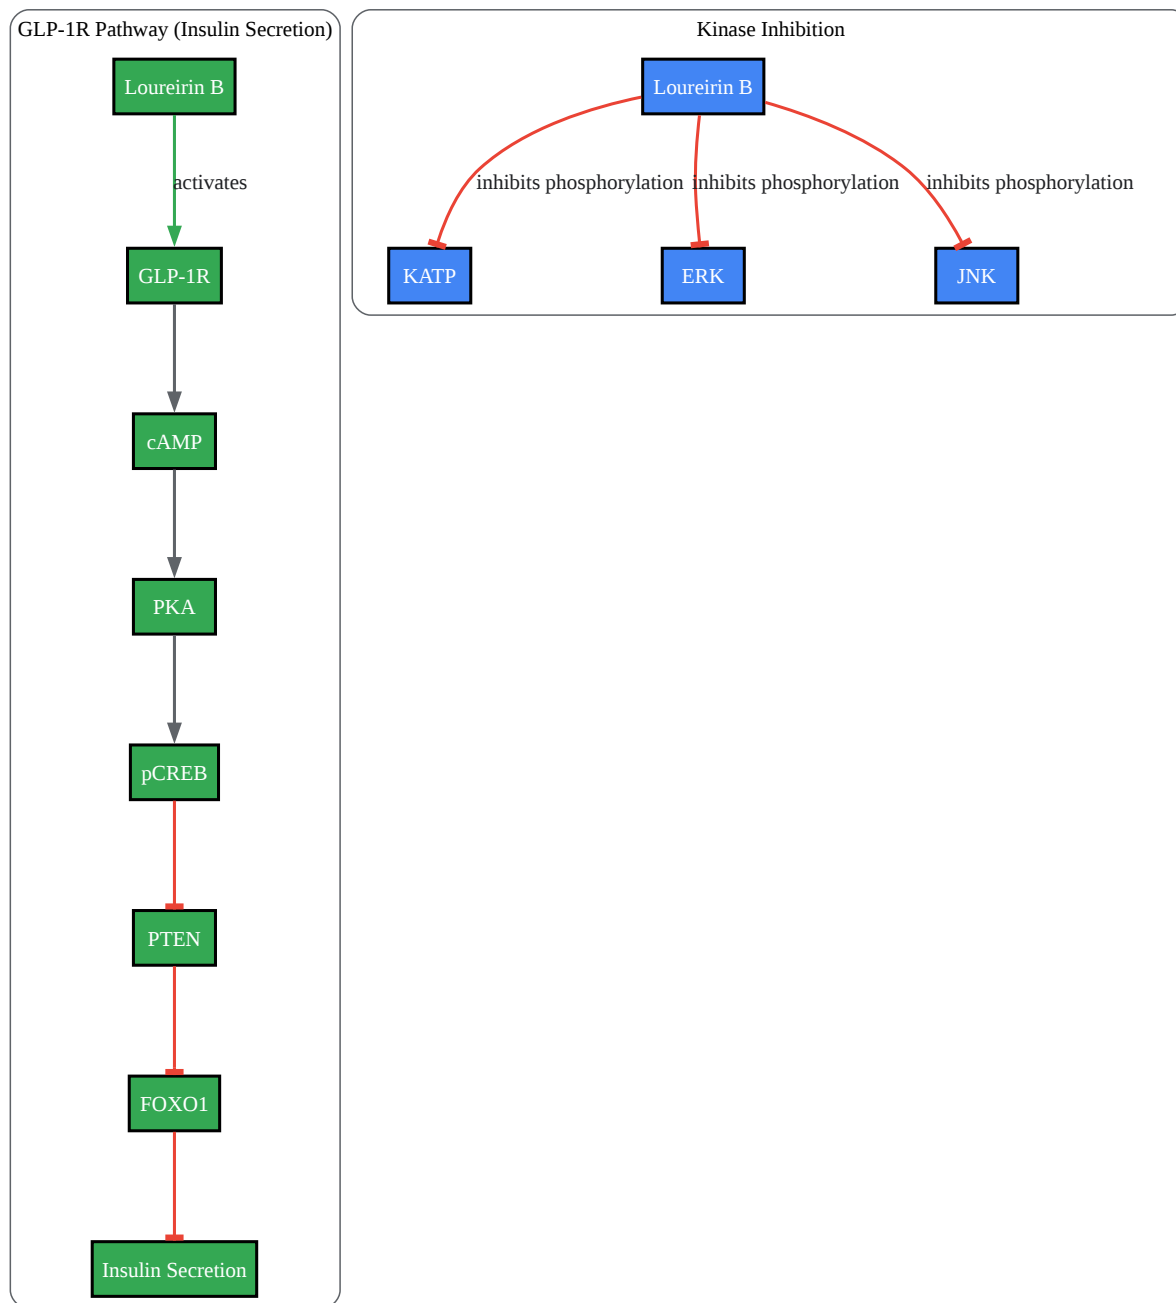 GLP-1R Pathway (Insulin Secretion)
Loureirin B
activates
GLP-1R
cAMP
PKA
pCREB
PTEN
FOXO1
Insulin Secretion
Kinase Inhibition
Loureirin B
inhibits phosphorylation
inhibits phosphorylation
inhibits phosphorylation
KATP
ERK
JNK